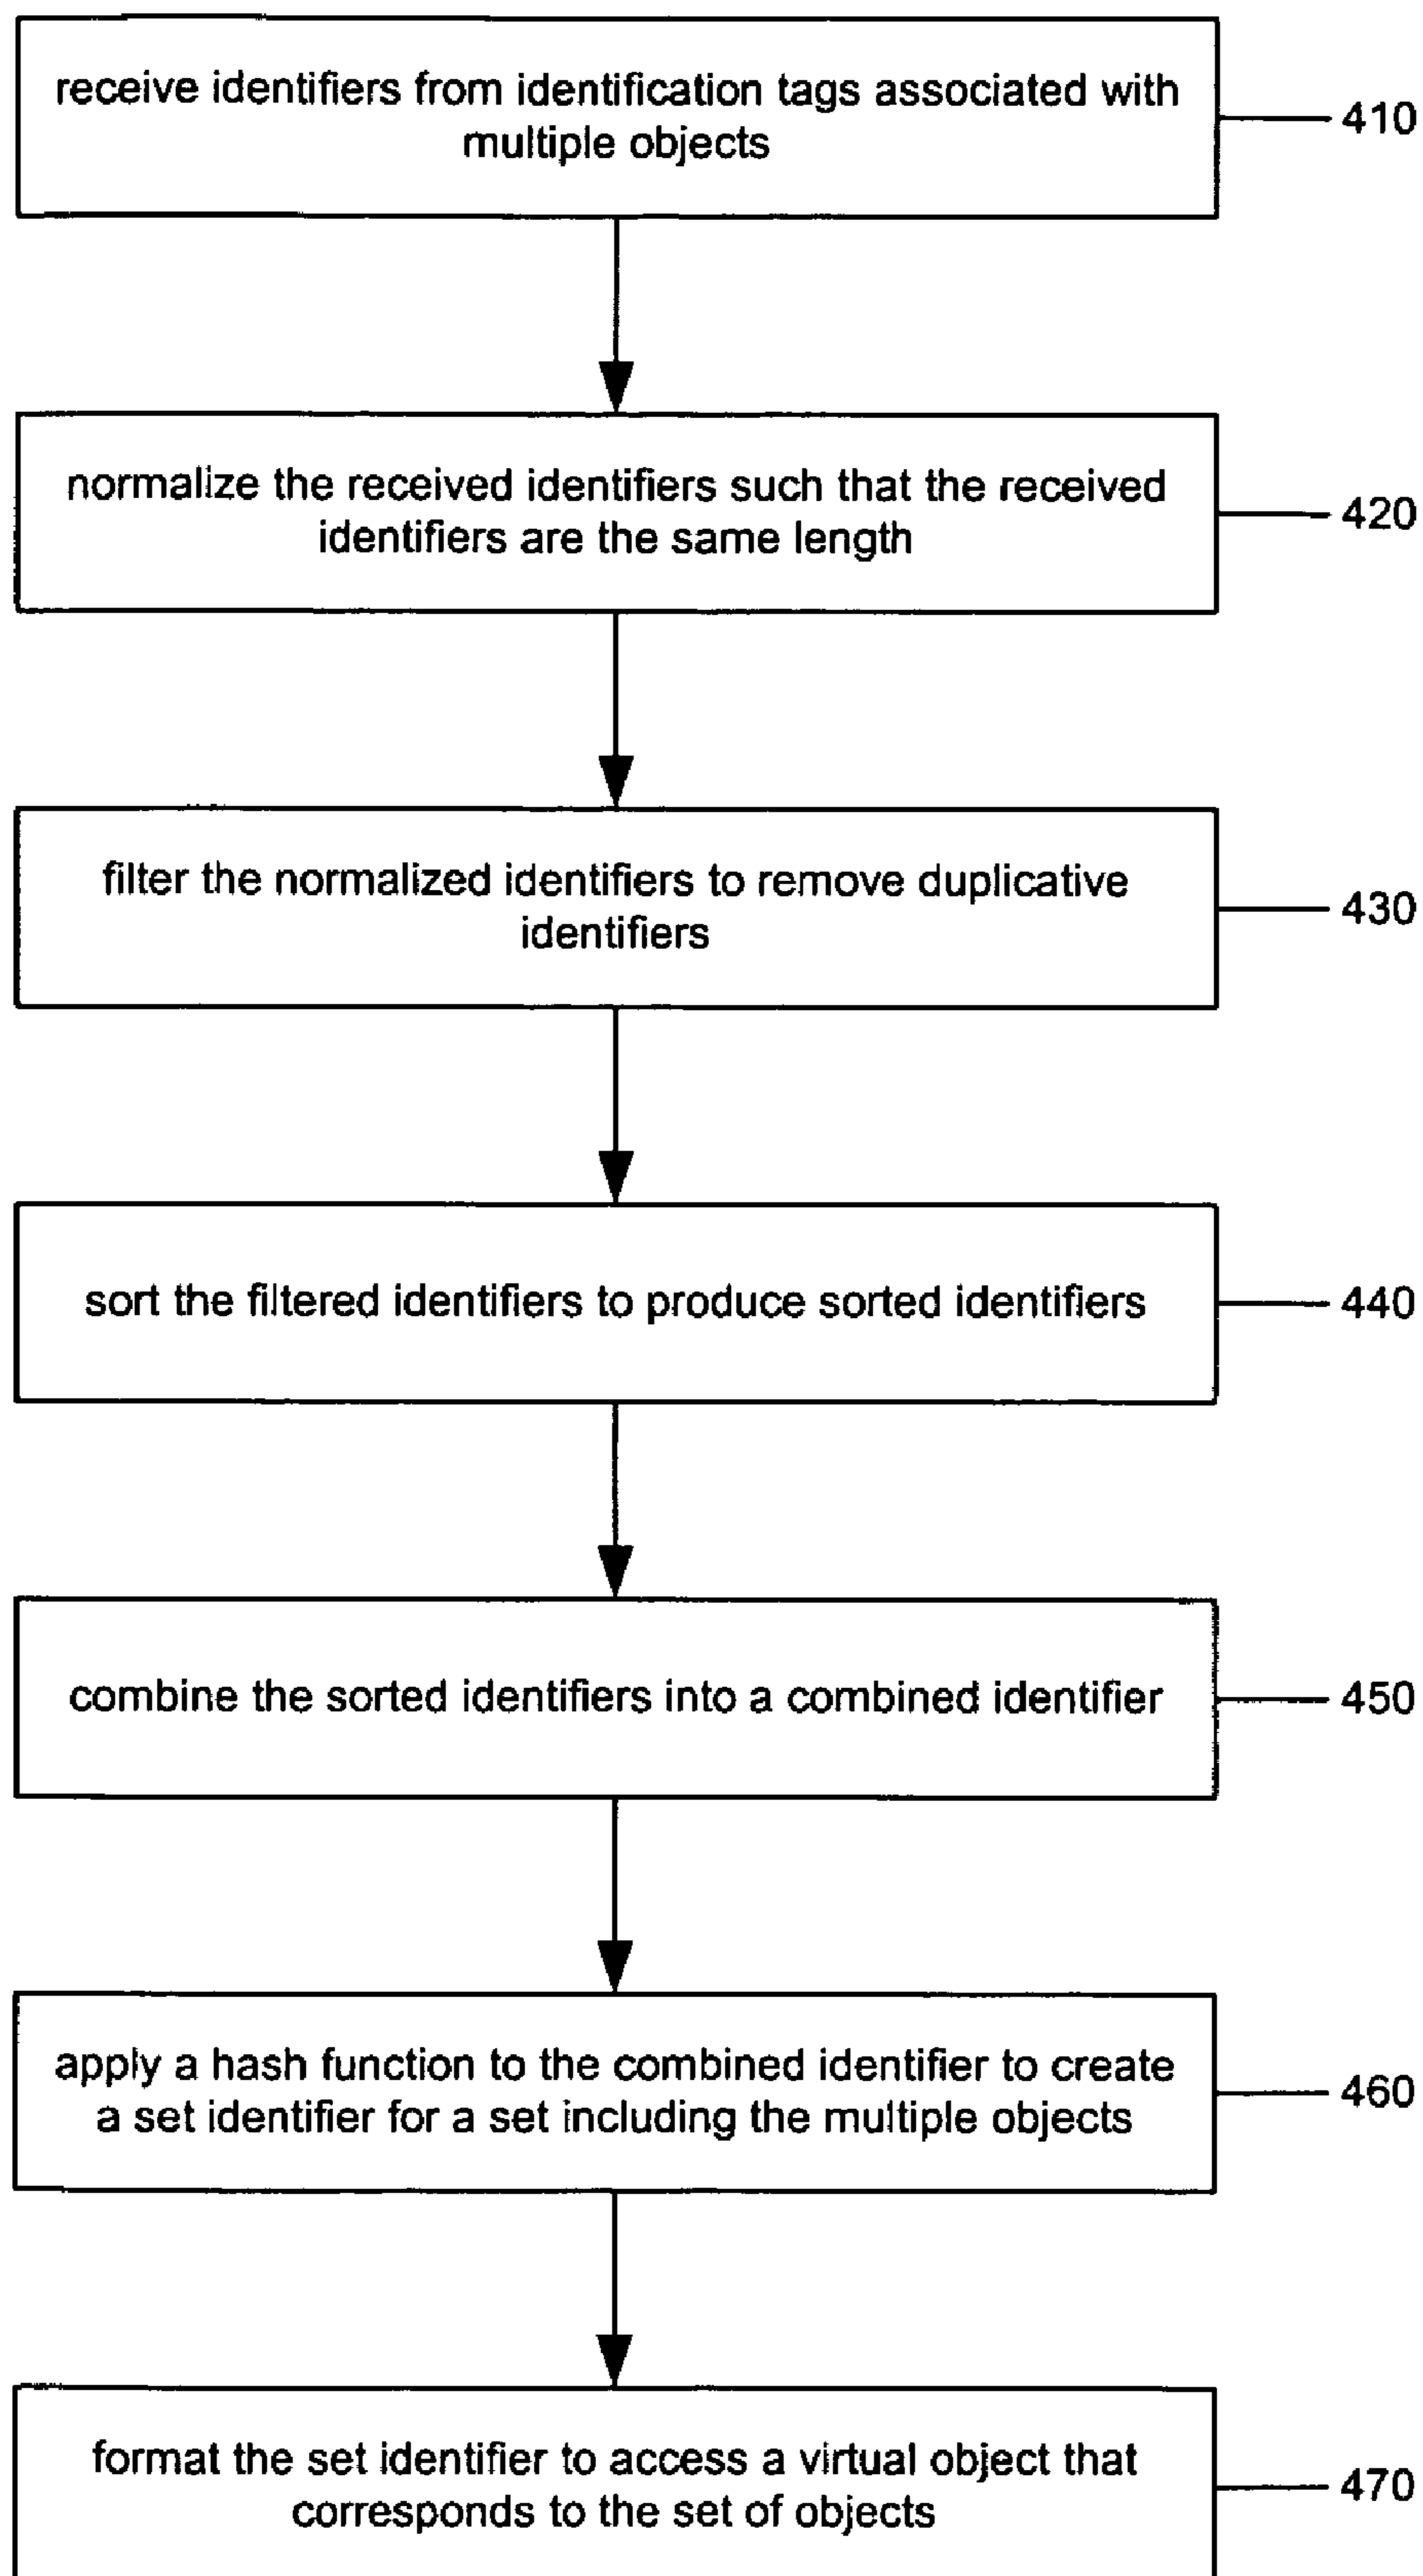 receive identifiers from identification tags associated with
multiple objects
410
normalize the received identifiers such that the received
identifiers are the same length
420
filter the normalized identifiers to remove duplicative
identifiers
430
sort the filtered identifiers to produce sorted identifiers
440
combine the sorted identifiers into a combined identifier
450
apply a hash function to the combined identifier to create
a set identifier for a set including the multiple objects
460
format the set identifier to access a virtual object that
corresponds to the set of objects
470